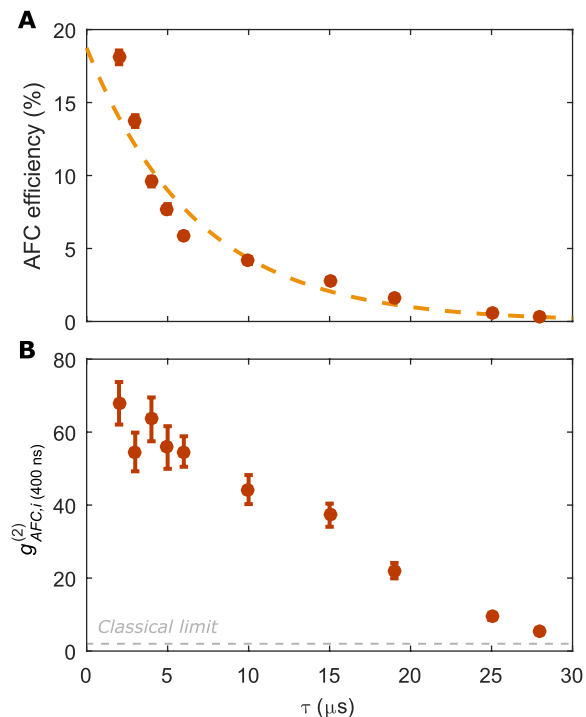 A
20
15
10
5
0
AFC efficiency (%)
B
80
60
40
20
0
g^{(2)}_{AFC,i (400 ns)}
Classical limit
0 5 10 15 20 25 30
τ (μs)